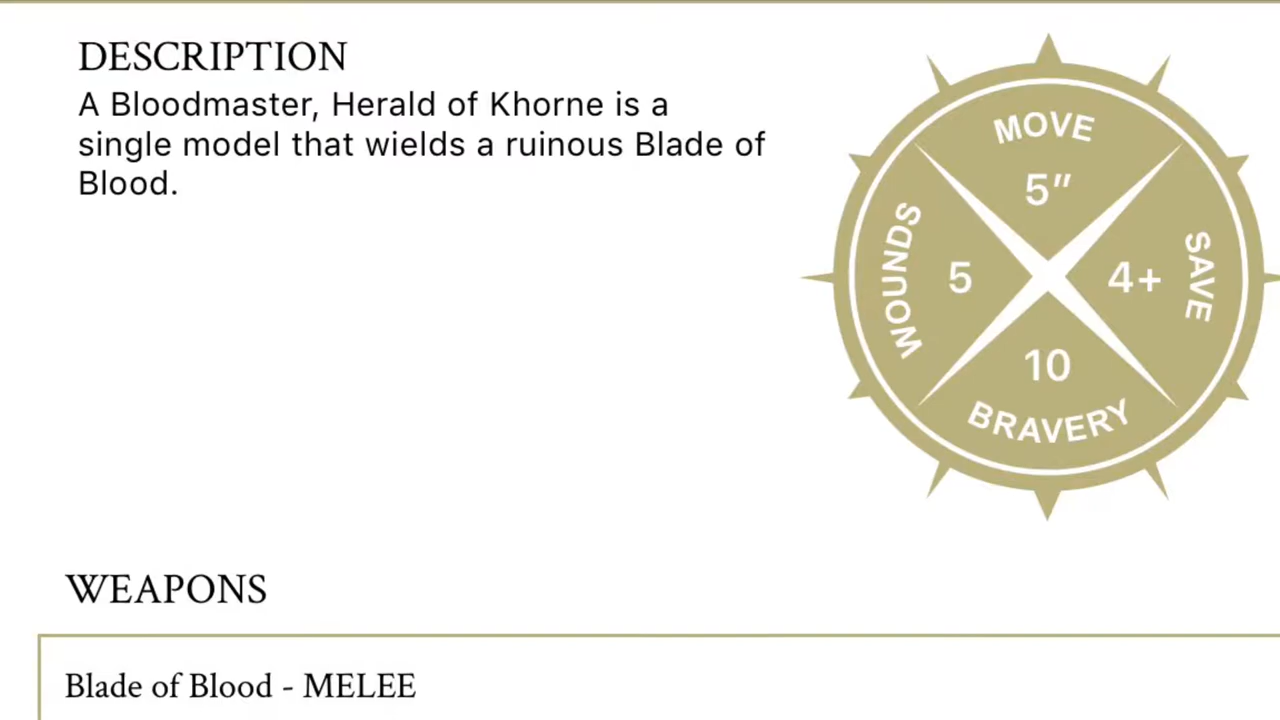 DESCRIPTION
A Bloodmaster, Herald of Khorne is a
single model that wields a ruinous Blade of
Blood.
MOVE
5″
WOUNDS
5
4+
SAVE
10
BRAVERY
WEAPONS
Blade of Blood - MELEE